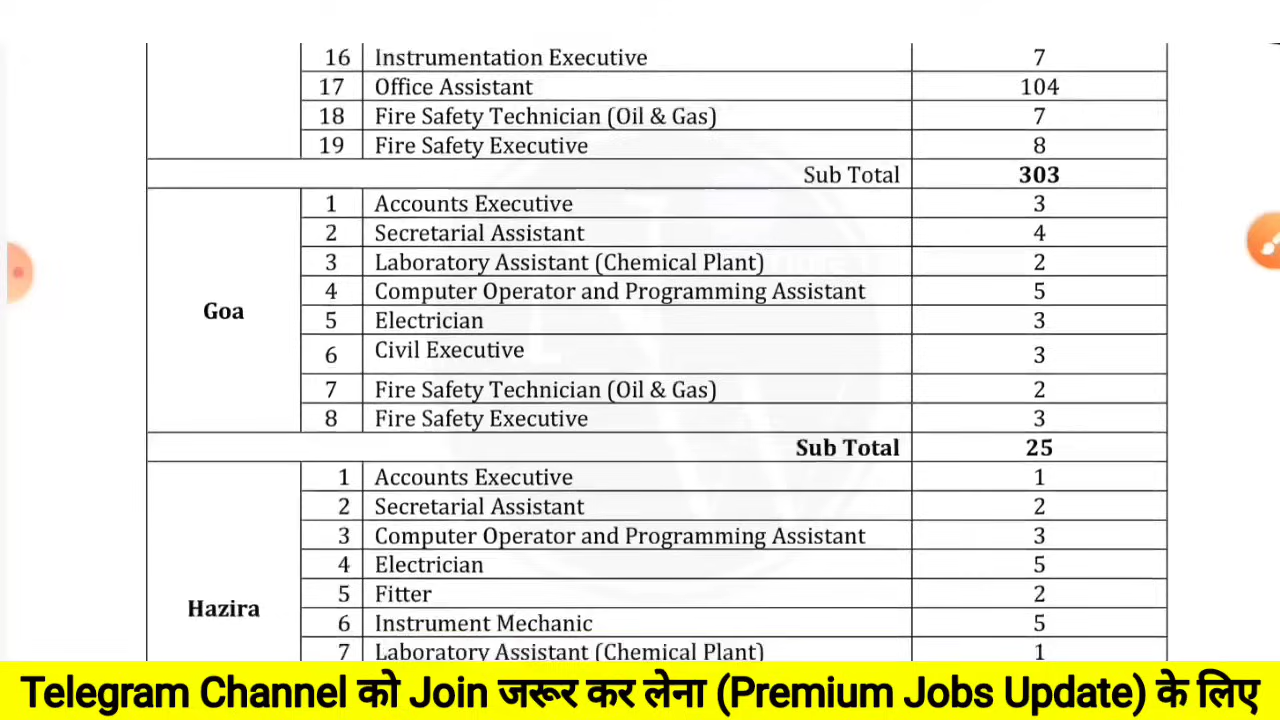 16 Instrumentation Executive 7
17 Office Assistant 104
18 Fire Safety Technician (Oil & Gas) 7
19 Fire Safety Executive 8
Sub Total 303
Goa
1 Accounts Executive 3
2 Secretarial Assistant 4
3 Laboratory Assistant (Chemical Plant) 2
4 Computer Operator and Programming Assistant 5
5 Electrician 3
6 Civil Executive 3
7 Fire Safety Technician (Oil & Gas) 2
8 Fire Safety Executive 3
Sub Total 25
Hazira
1 Accounts Executive 1
2 Secretarial Assistant 2
3 Computer Operator and Programming Assistant 3
4 Electrician 5
5 Fitter 2
6 Instrument Mechanic 5
7 Laboratory Assistant (Chemical Plant) 1
Telegram Channel को Join जरूर कर लेना (Premium Jobs Update) के लिए